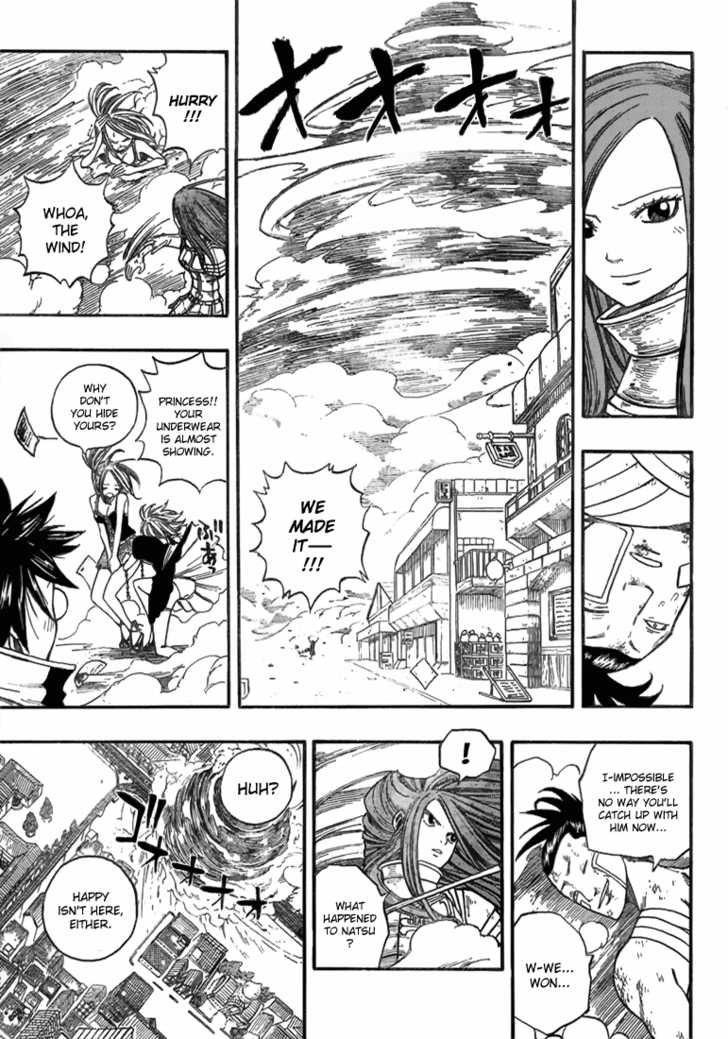 オオオオ
WE
MADE
IT—
!!!
HURRY
!!!
WHOA,
THE
WIND!
PRINCESS!!
YOUR
UNDERWEAR
IS ALMOST
SHOWING.
WHY
DON'T
YOU HIDE
YOURS?
I-IMPOSSIBLE
... THERE'S
NO WAY YOU'LL
CATCH UP WITH
HIM NOW...
W-WE...
WON...
!
WHAT
HAPPENED
TO NATSU
?
HUH?
ゴオオオオ
HAPPY
ISN'T HERE,
EITHER.